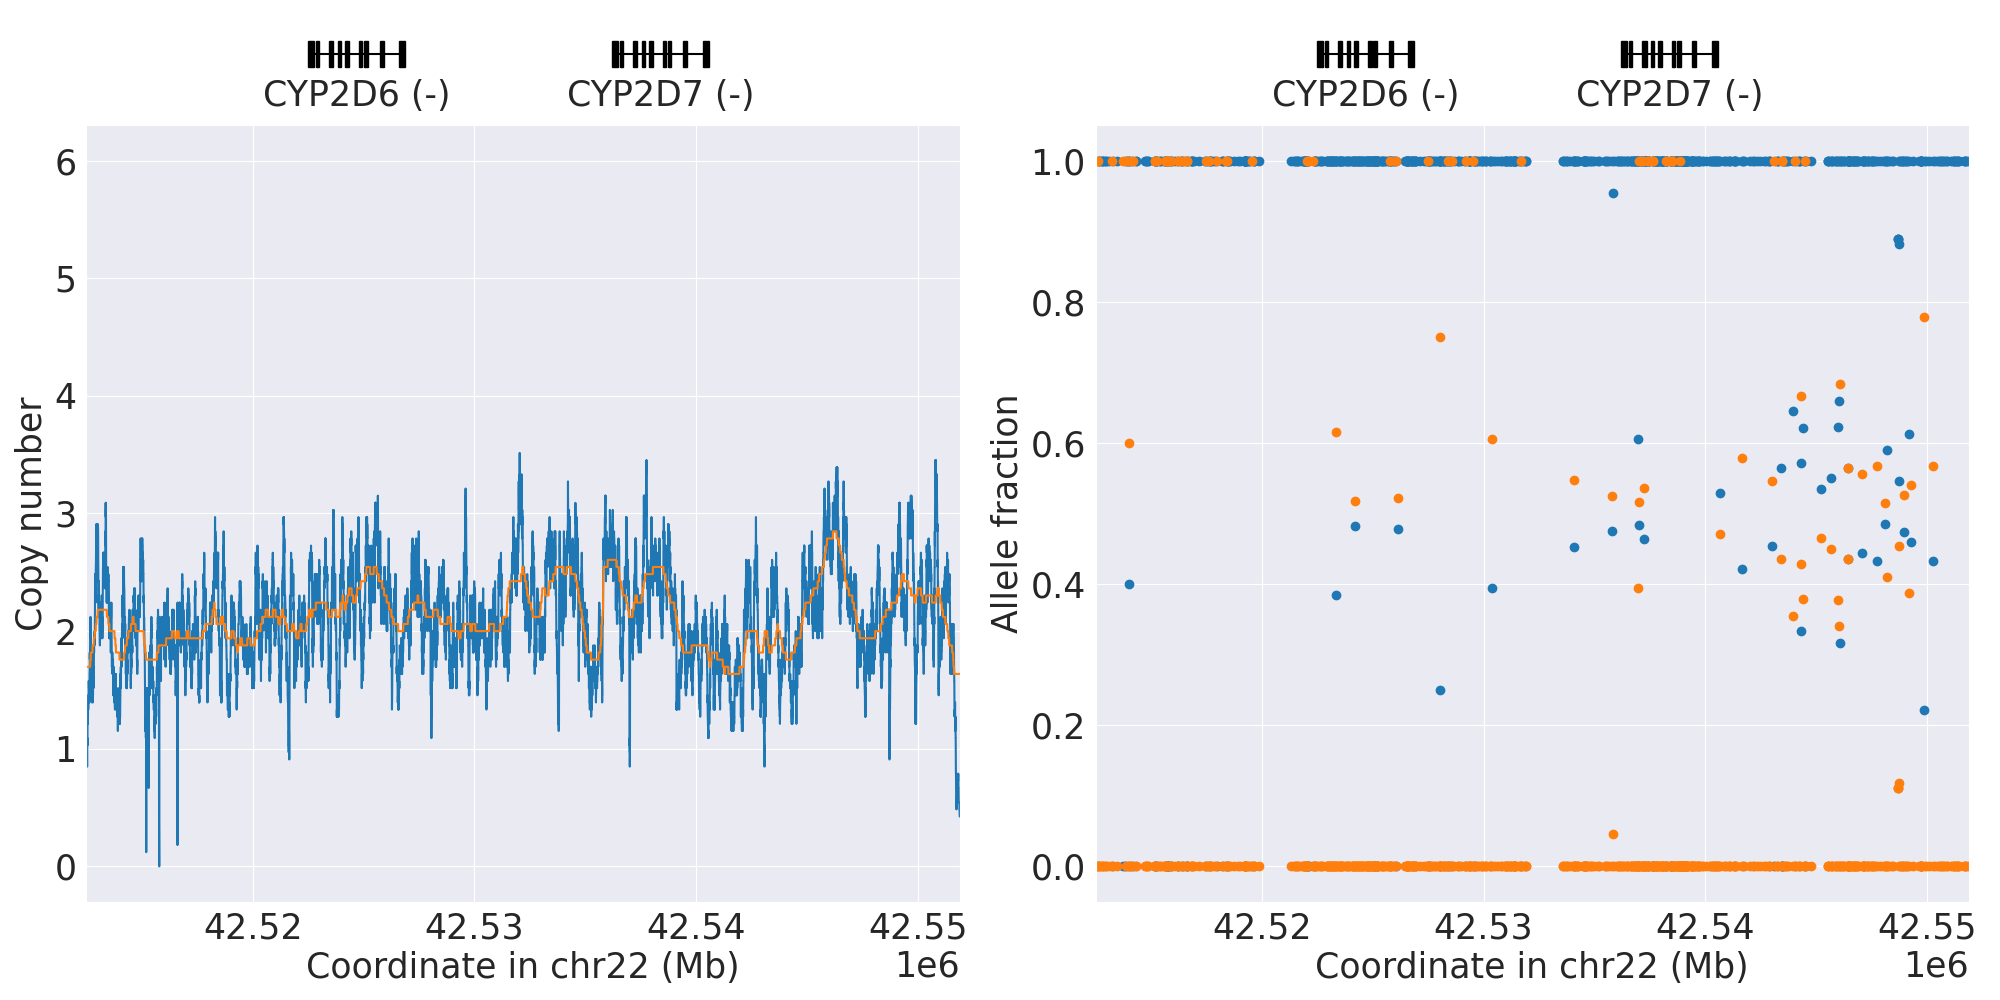 CYP2D6 (-)
CYP2D7 (-)
6
5
4
3
2
1
0
Copy number
42.52
42.53
42.54
42.55
Coordinate in chr22 (Mb)
1e6
CYP2D6 (-)
CYP2D7 (-)
1.0
0.8
0.6
0.4
0.2
0.0
Allele fraction
42.52
42.53
42.54
42.55
Coordinate in chr22 (Mb)
1e6